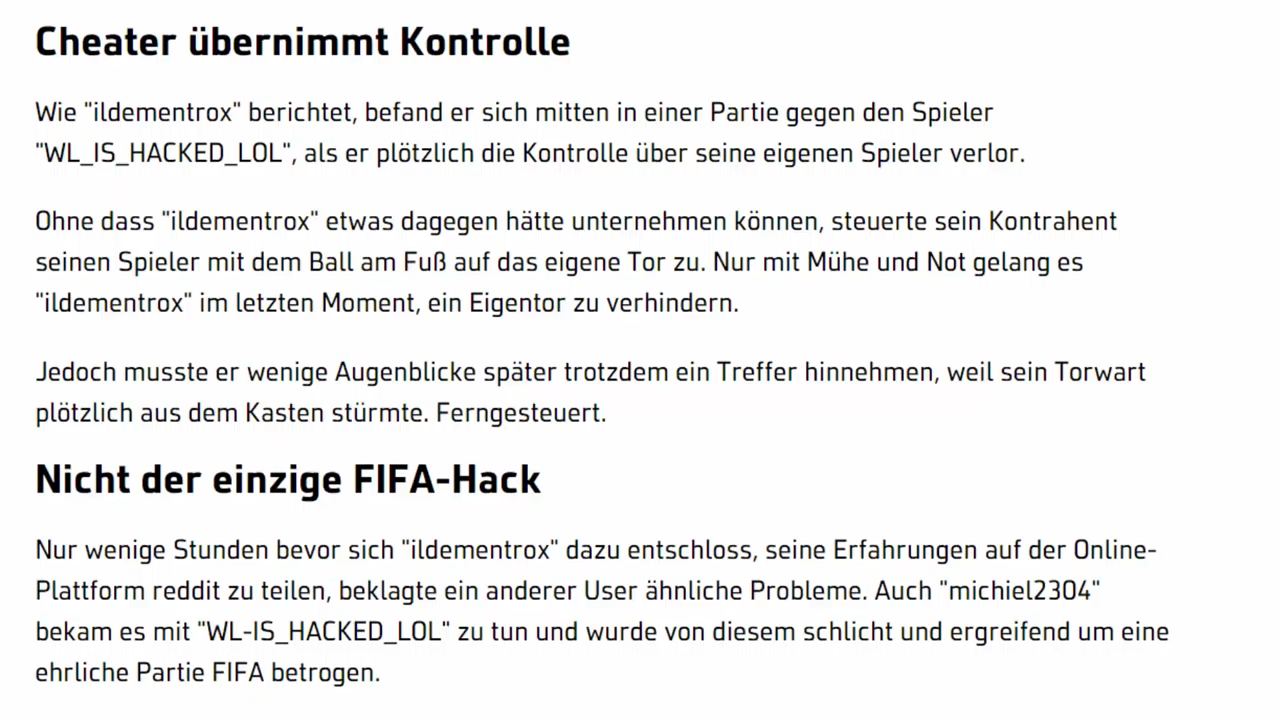 Cheater übernimmt Kontrolle
Wie "ildementrox" berichtet, befand er sich mitten in einer Partie gegen den Spieler
"WL_IS_HACKED_LOL", als er plötzlich die Kontrolle über seine eigenen Spieler verlor.
Ohne dass "ildementrox" etwas dagegen hätte unternehmen können, steuerte sein Kontrahent
seinen Spieler mit dem Ball am Fuß auf das eigene Tor zu. Nur mit Mühe und Not gelang es
"ildementrox" im letzten Moment, ein Eigentor zu verhindern.
Jedoch musste er wenige Augenblicke später trotzdem ein Treffer hinnehmen, weil sein Torwart
plötzlich aus dem Kasten stürmte. Ferngesteuert.
Nicht der einzige FIFA-Hack
Nur wenige Stunden bevor sich "ildementrox" dazu entschloss, seine Erfahrungen auf der Online-
Plattform reddit zu teilen, beklagte ein anderer User ähnliche Probleme. Auch "michiel2304"
bekam es mit "WL-IS_HACKED_LOL" zu tun und wurde von diesem schlicht und ergreifend um eine
ehrliche Partie FIFA betrogen.